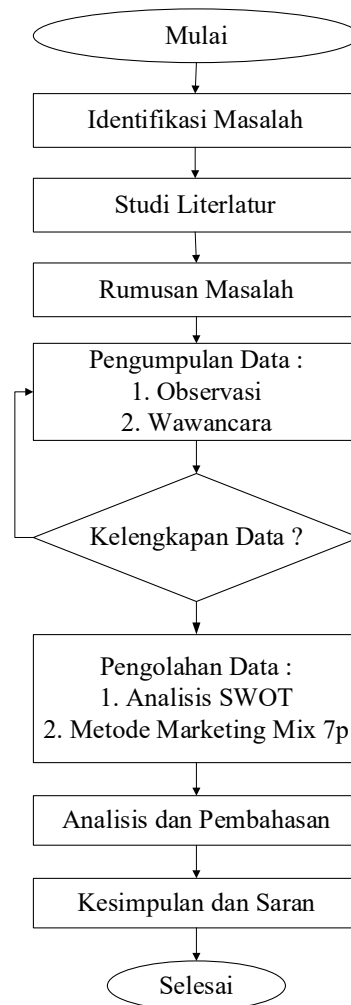 Mulai
Identifikasi Masalah
Studi Literlatur
Rumusan Masalah
Pengumpulan Data :
1. Observasi
2. Wawancara
Kelengkapan Data ?
Pengolahan Data :
1. Analisis SWOT
2. Metode Marketing Mix 7p
Analisis dan Pembahasan
Kesimpulan dan Saran
Selesai